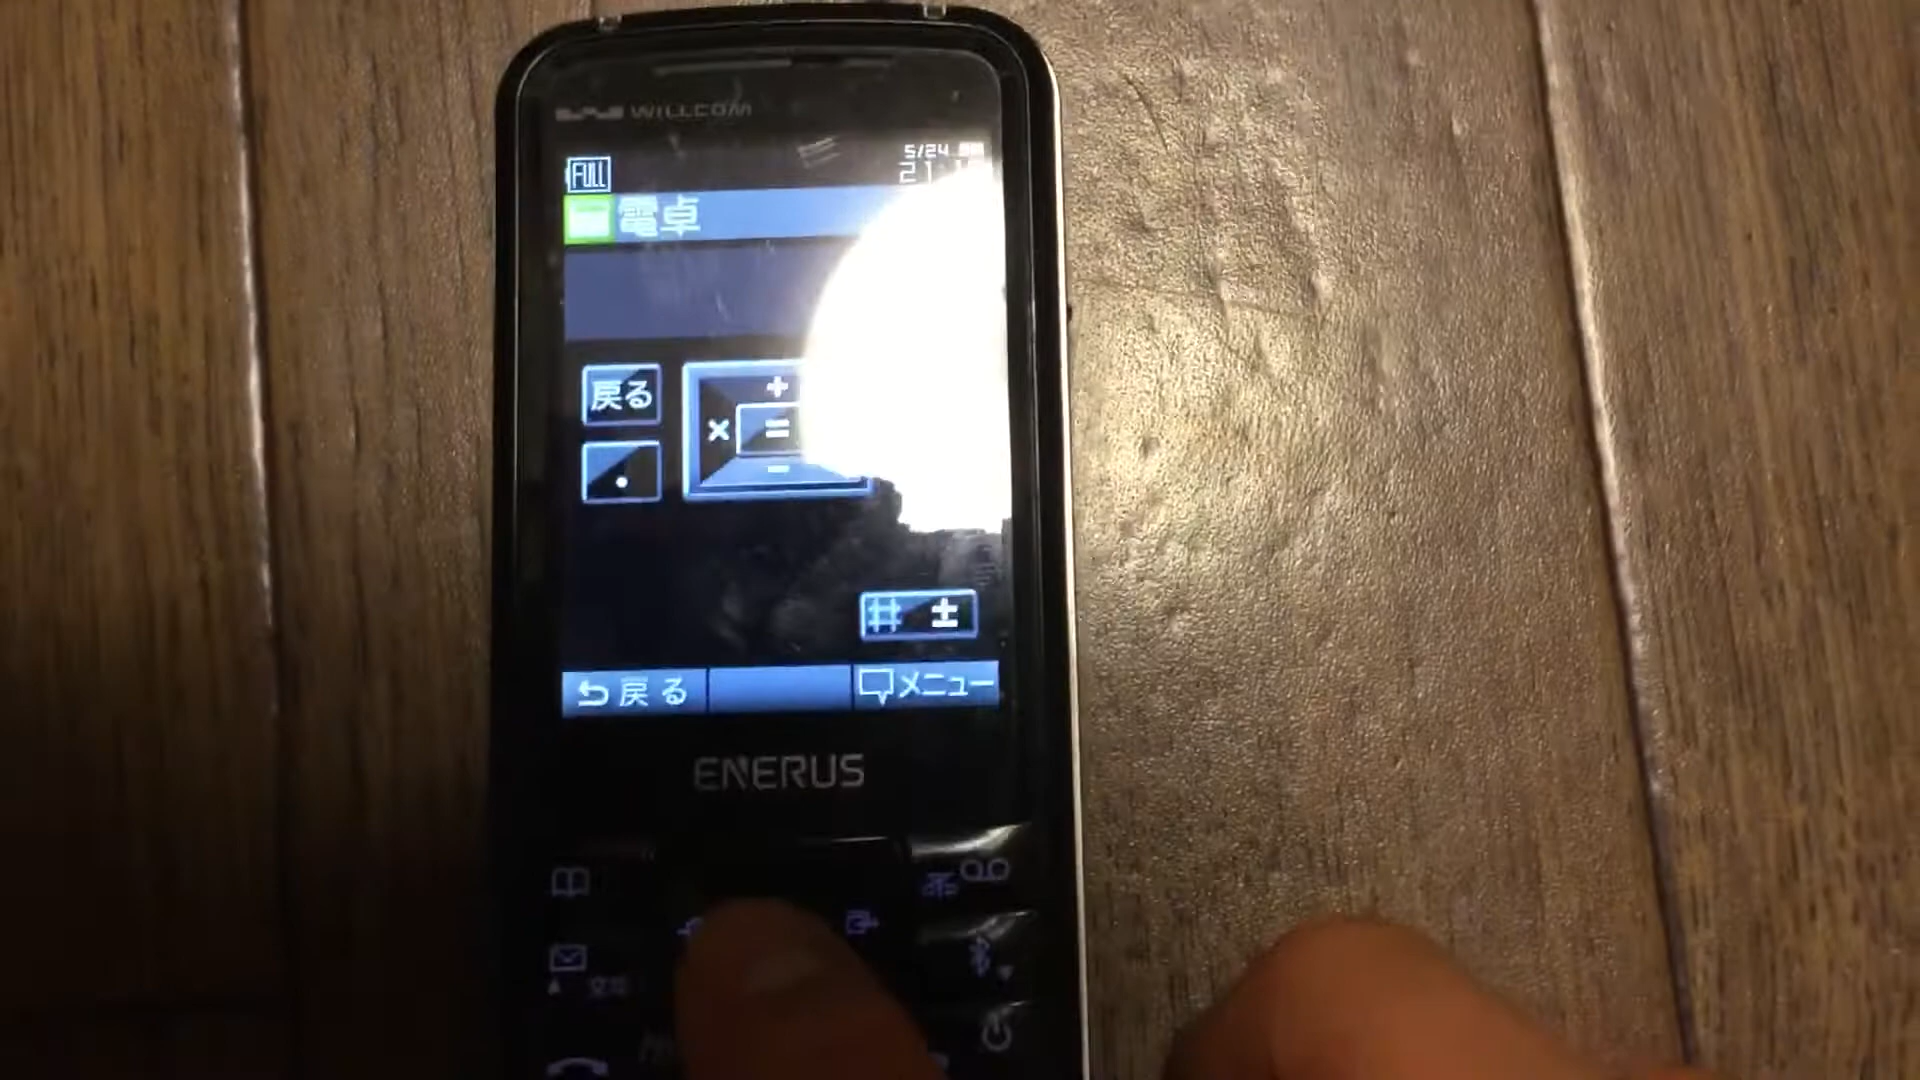 WILLCOM
5/24
FULL
電卓
戻る
+
× =
-
.
# ±
戻る メニュー
ENERUS